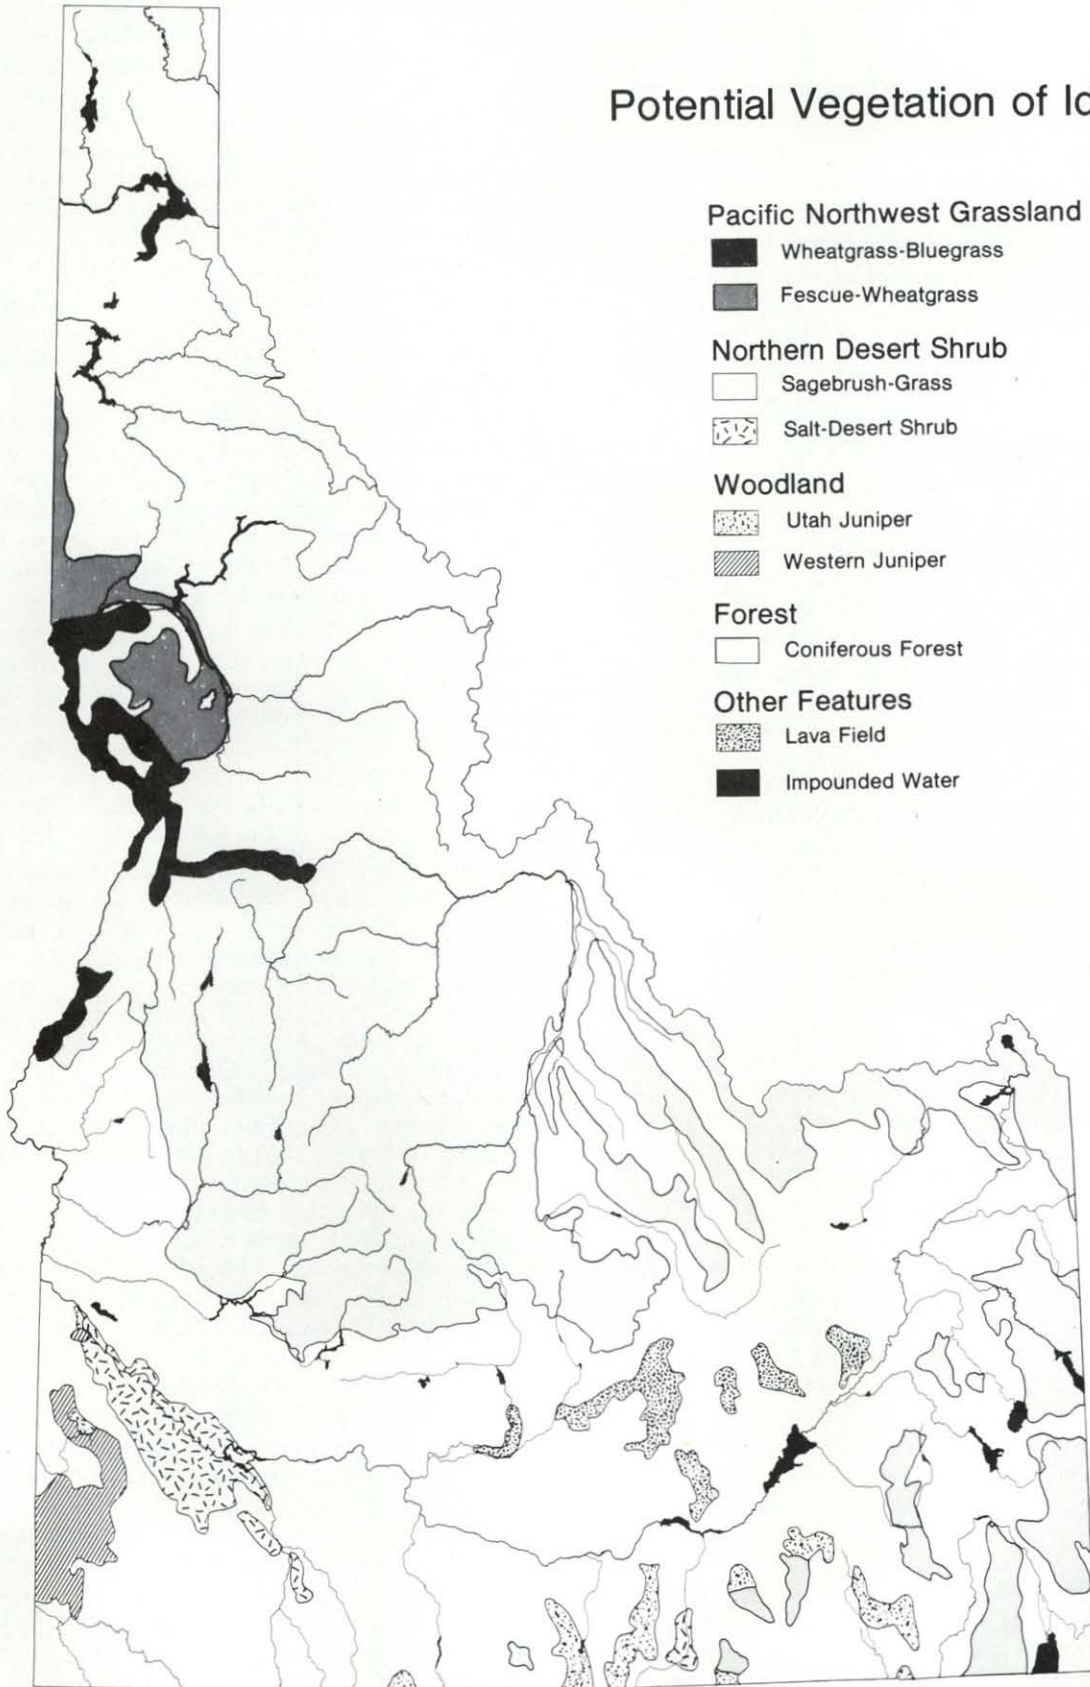 Potential Vegetation of
Pacific Northwest Grassland
Wheatgrass-Bluegrass
Fescue-Wheatgrass
Northern Desert Shrub
Sagebrush-Grass
Salt-Desert Shrub
Woodland
Utah Juniper
Western Juniper
Forest
Coniferous Forest
Other Features
Lava Field
Impounded Water